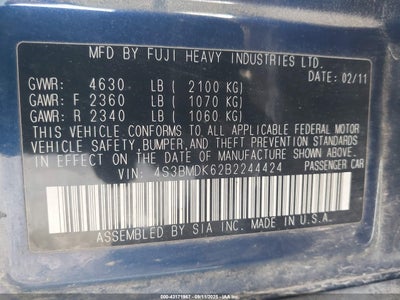 MFD BY FUJI HEAVY INDUSTRIES LTD.
DATE: 02/11
GVWR: 4630 LB ( 2100 KG)
GAWR: F 2360 LB ( 1070 KG)
GAWR: R 2340 LB ( 1060 KG)
THIS VEHICLE CONFORMS TO ALL APPLICABLE FEDERAL MOTOR
VEHICLE SAFETY, BUMPER, AND THEFT PREVENTION STANDARDS
IN EFFECT ON THE DATE OF MANUFACTURE SHOWN ABOVE.
VIN: 4S3BMDK62B2244424 PASSENGER CAR
ASSEMBLED BY SIA INC. MADE IN U.S.A.
000-43171967 - 09/11/2025 - IAA Inc.